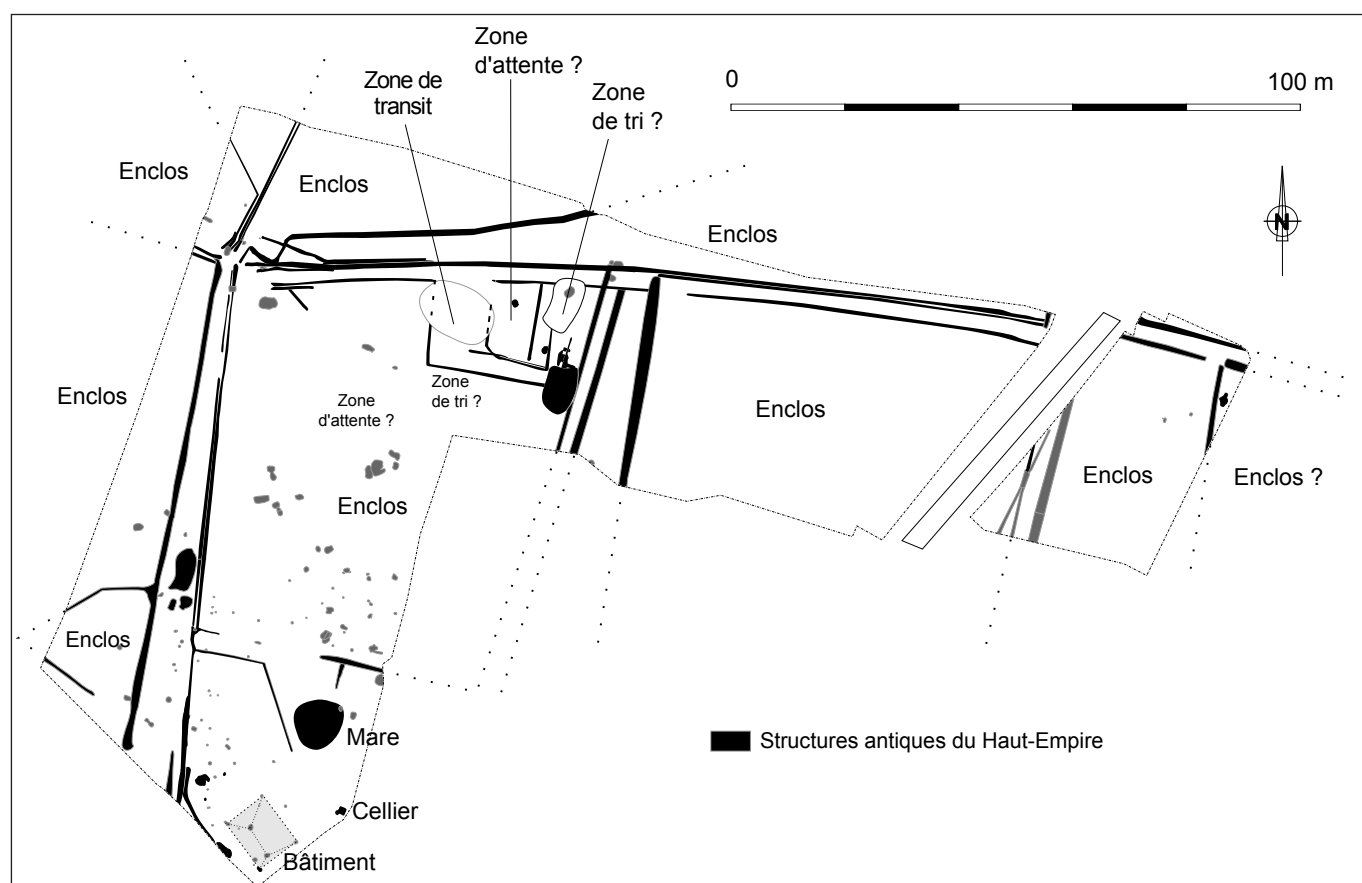 Zone
d'attente ?
Zone de
transit
Zone
de tri ?
0
100 m
Enclos
Enclos
Enclos
N
Enclos
Zone
d'attente ?
Zone
de tri ?
Enclos
Enclos
Enclos
Enclos ?
Enclos
Mare
Structures antiques du Haut-Empire
Cellier
Bâtiment